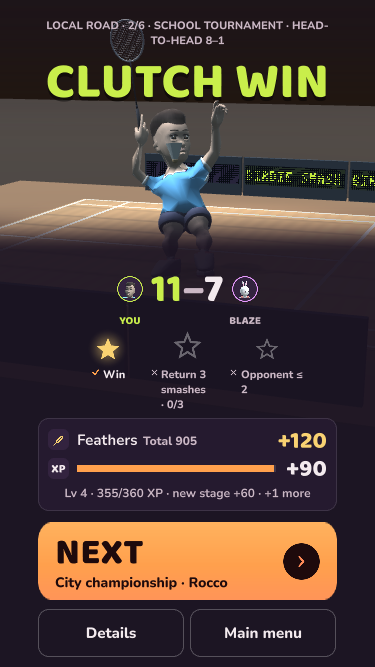 LOCAL ROAD · 2/6 · SCHOOL TOURNAMENT · HEAD-
TO-HEAD 8–1
CLUTCH WIN
11–7
YOU
BLAZE
Win
Return 3
smashes
· 0/3
Opponent ≤
2
Feathers Total 905 +120
XP +90
Lv 4 · 355/360 XP · new stage +60 · +1 more
NEXT
City championship · Rocco
Details
Main menu